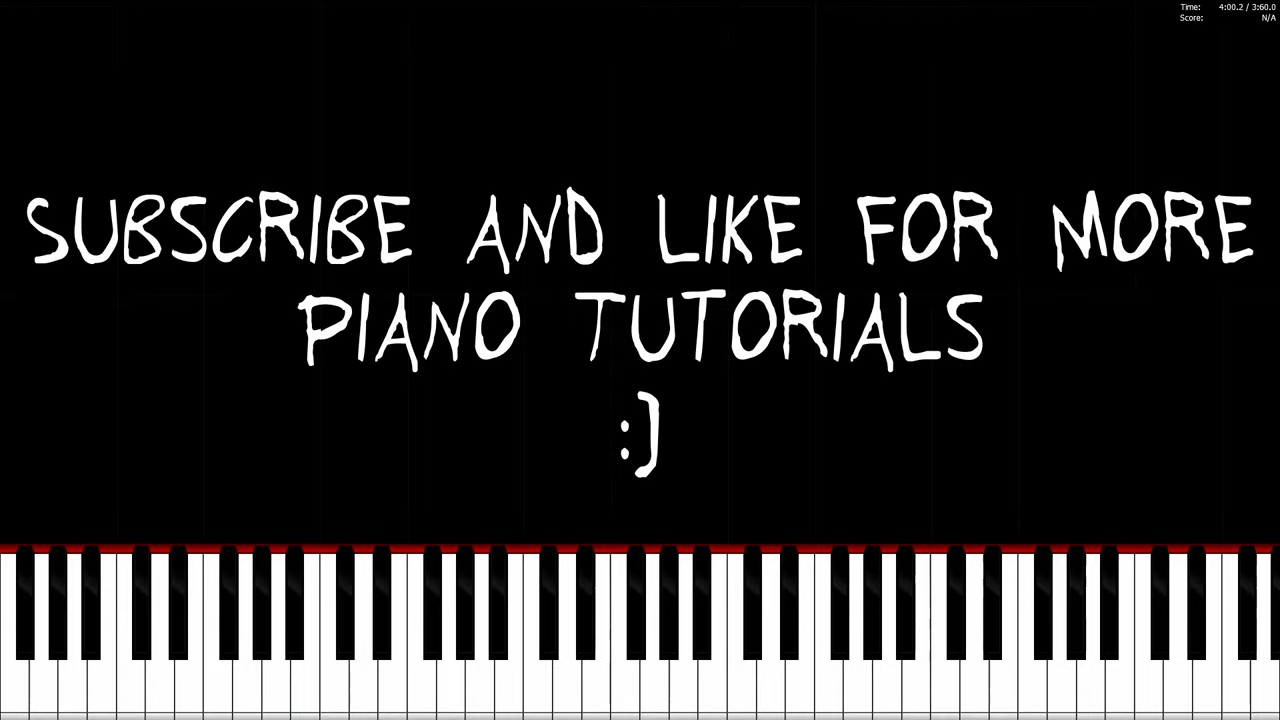 Time: 4:00.2 / 3:60.0
Score: N/A
SUBSCRIBE AND LIKE FOR MORE
PIANO TUTORIALS
:)